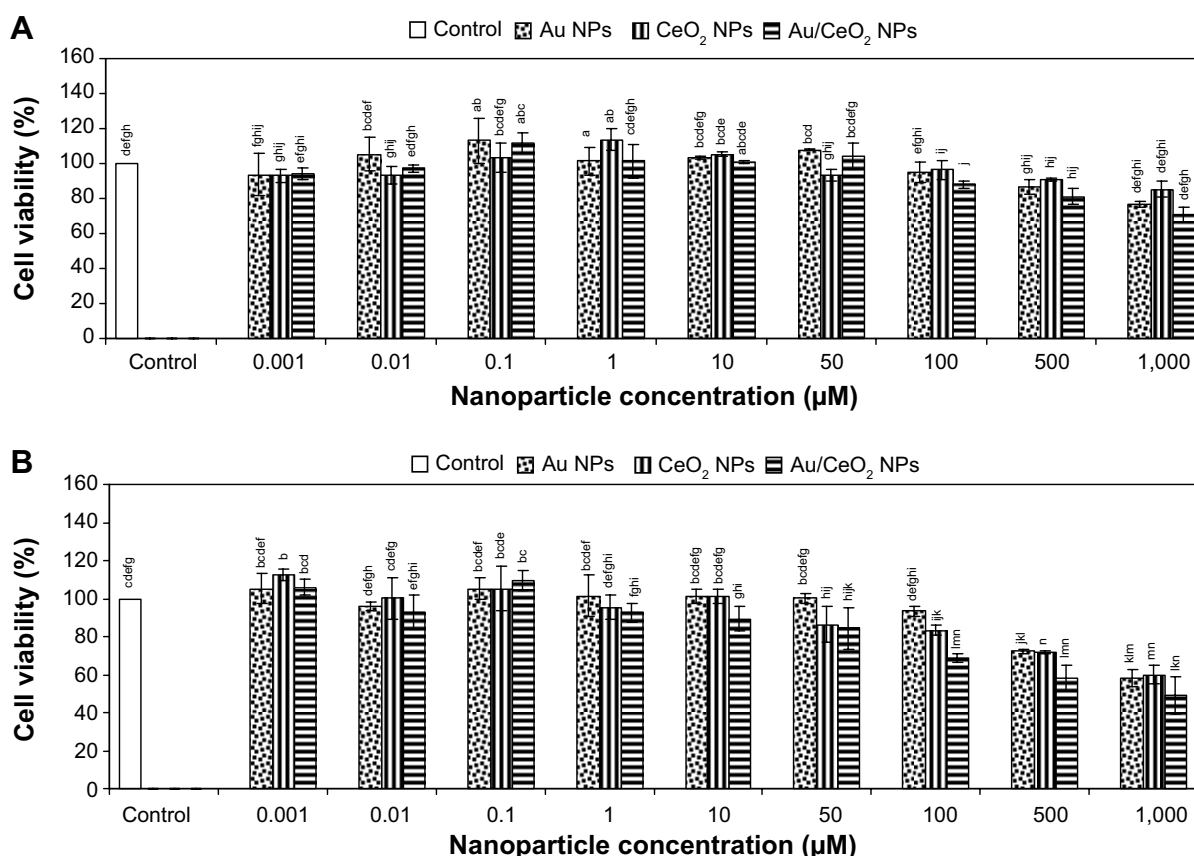 A
Control Au NPs CeO₂ NPs Au/CeO₂ NPs
Cell viability (%)
160
140
120
100
80
60
40
20
0
defgh
fghij ghij efghi
bcdef ghij edfgh
ab bcdefg abc
a ab cdefgh
bcdefg bcde abcde
bcd ghij bcdefg
efghi ij j
ghij hij hij
defghi defghi defgh
Control 0.001 0.01 0.1 1 10 50 100 500 1,000
Nanoparticle concentration (µM)
B
Control Au NPs CeO₂ NPs Au/CeO₂ NPs
Cell viability (%)
160
140
120
100
80
60
40
20
0
cdefg
bcdef b bcd
defgh cdefg efghi
bcdef bcde bc
bcdef defghi fghi
bcdefg bcdefg ghi
bcdefg hij hijk
defghi ijk lmn
jkl n lmn
klm mn lkn
Control 0.001 0.01 0.1 1 10 50 100 500 1,000
Nanoparticle concentration (µM)